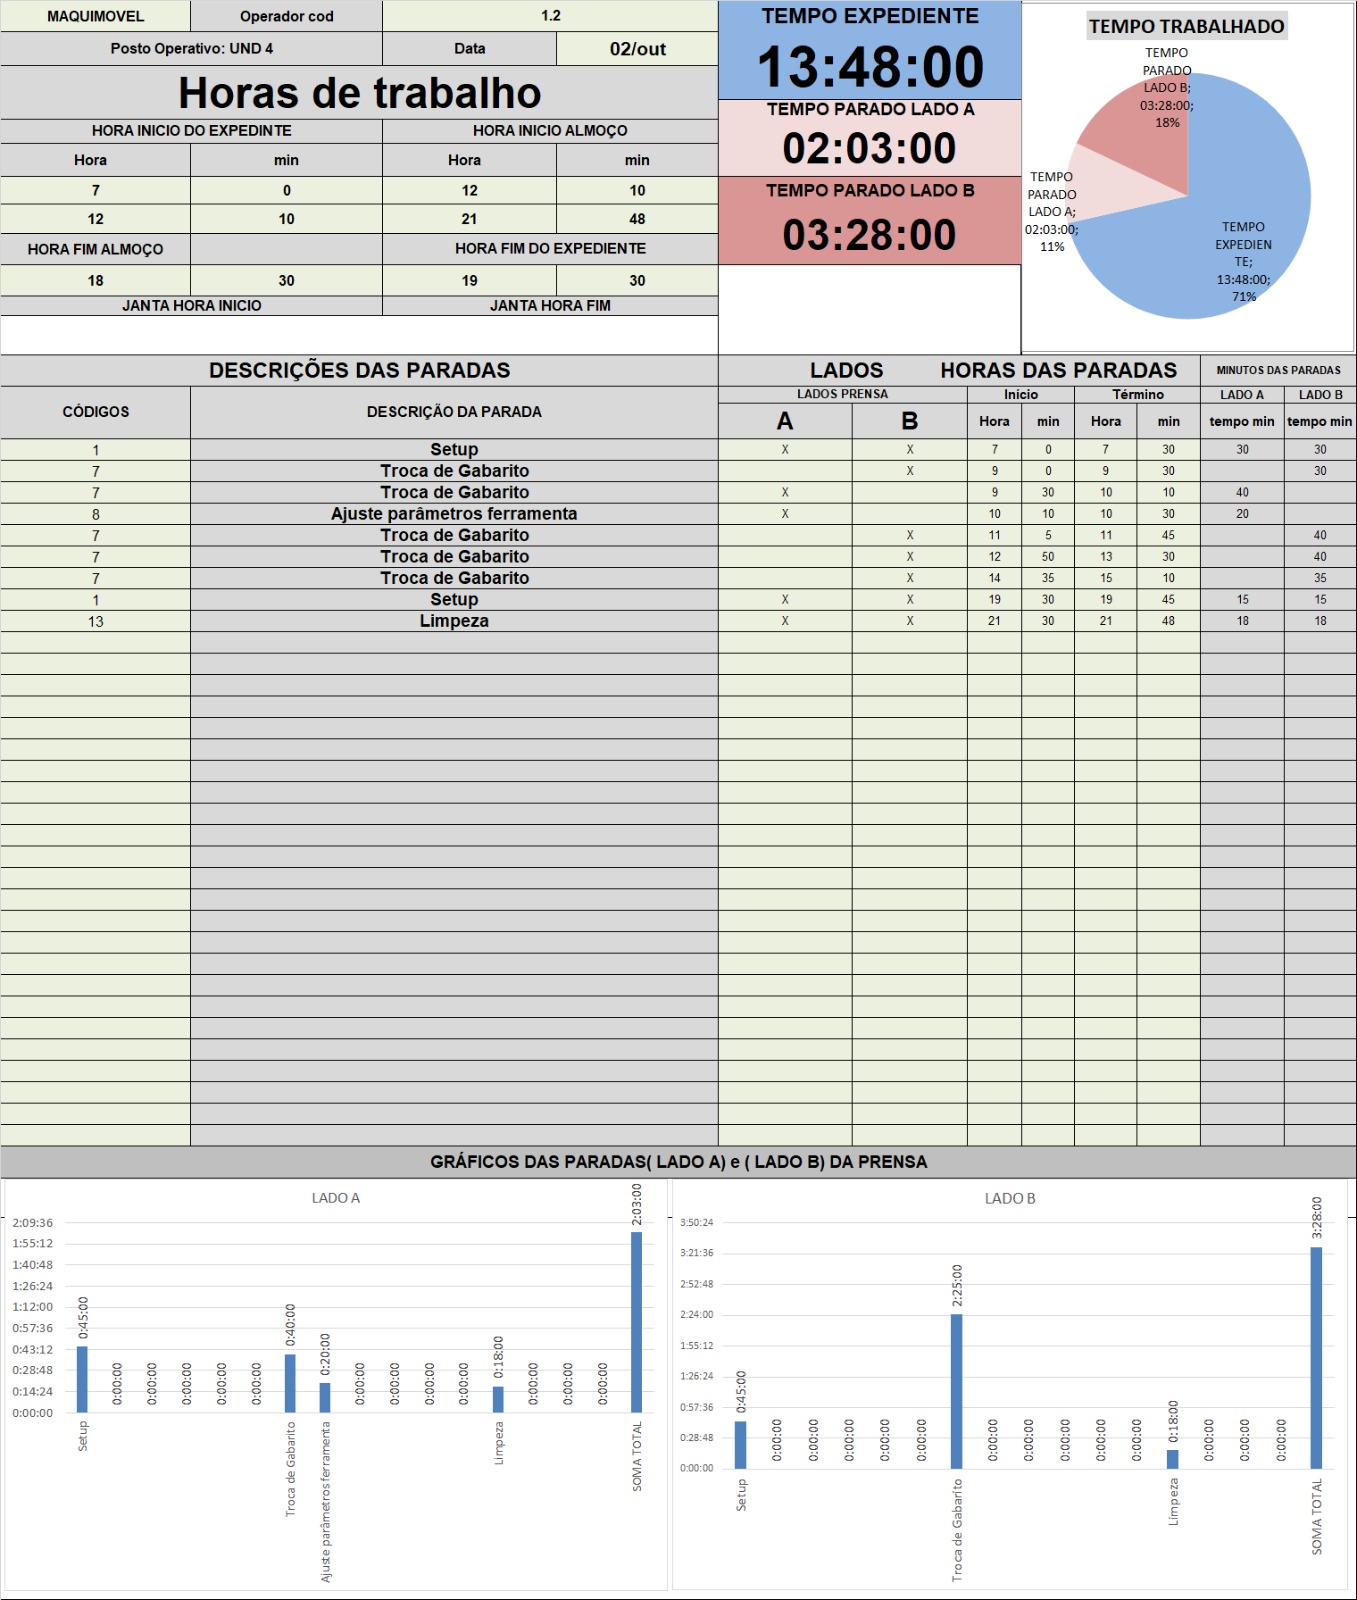 MAQUIMOVEL Operador cod 1.2
Posto Operativo: UND 4 Data 02/out
Horas de trabalho
HORA INICIO DO EXPEDINTE HORA INICIO ALMOÇO
Hora min Hora min
7 0 12 10
12 10 21 48
HORA FIM ALMOÇO HORA FIM DO EXPEDIENTE
18 30 19 30
JANTA HORA INICIO JANTA HORA FIM
TEMPO EXPEDIENTE
13:48:00
TEMPO PARADO LADO A
02:03:00
TEMPO PARADO LADO B
03:28:00
TEMPO TRABALHADO
TEMPO
PARADO
LADO B;
03:28:00;
18%
TEMPO
PARADO
LADO A;
02:03:00;
11%
TEMPO
EXPEDIEN
TE;
13:48:00;
71%
DESCRIÇÕES DAS PARADAS LADOS HORAS DAS PARADAS MINUTOS DAS PARADAS
CÓDIGOS DESCRIÇÃO DA PARADA LADOS PRENSA Início Término LADO A LADO B
A B Hora min Hora min tempo min tempo min
1 Setup X X 7 0 7 30 30 30
7 Troca de Gabarito X 9 0 9 30 30
7 Troca de Gabarito X 9 30 10 10 40
8 Ajuste parâmetros ferramenta X 10 10 10 30 20
7 Troca de Gabarito X 11 5 11 45 40
7 Troca de Gabarito X 12 50 13 30 40
7 Troca de Gabarito X 14 35 15 10 35
1 Setup X X 19 30 19 45 15 15
13 Limpeza X X 21 30 21 48 18 18
GRÁFICOS DAS PARADAS( LADO A) e ( LADO B) DA PRENSA
LADO A
2:09:36
1:55:12
1:40:48
1:26:24
1:12:00
0:57:36
0:43:12
0:28:48
0:14:24
0:00:00
0:45:00
0:00:00
0:00:00
0:00:00
0:00:00
0:00:00
0:40:00
0:20:00
0:00:00
0:00:00
0:00:00
0:00:00
0:18:00
0:00:00
0:00:00
0:00:00
2:03:00
Setup
Troca de Gabarito
Ajuste parâmetros ferramenta
Limpeza
SOMA TOTAL
LADO B
3:50:24
3:21:36
2:52:48
2:24:00
1:55:12
1:26:24
0:57:36
0:28:48
0:00:00
0:45:00
0:00:00
0:00:00
0:00:00
0:00:00
0:00:00
2:25:00
0:00:00
0:00:00
0:00:00
0:00:00
0:00:00
0:18:00
0:00:00
0:00:00
0:00:00
3:28:00
Setup
Troca de Gabarito
Limpeza
SOMA TOTAL